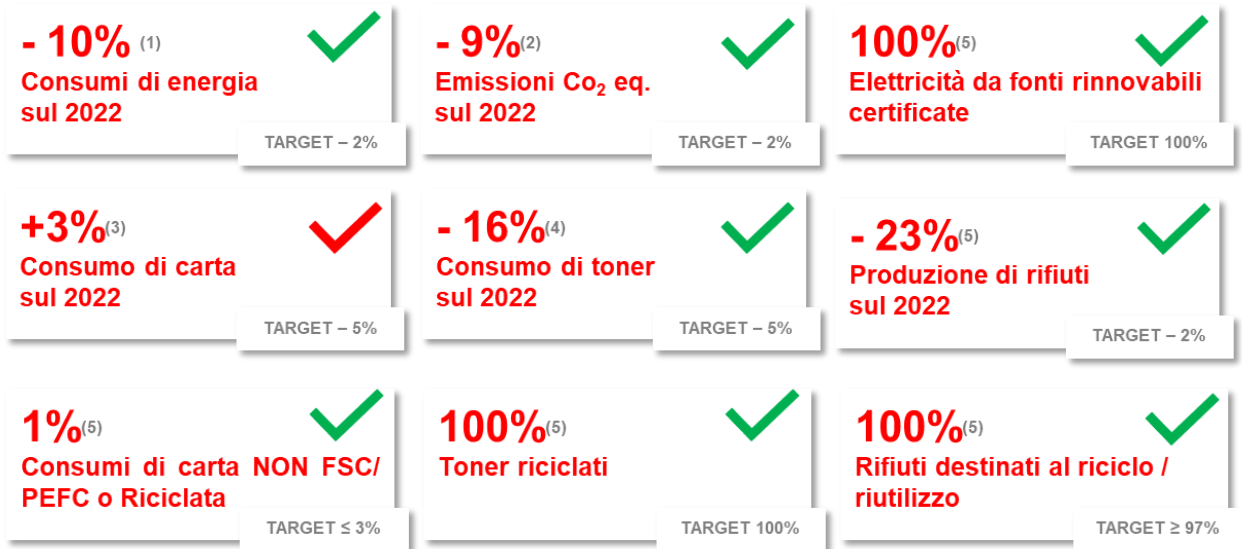 - 10% (1)
Consumi di energia
sul 2022
TARGET – 2%
- 9%(2)
Emissioni Co₂ eq.
sul 2022
TARGET – 2%
100%(5)
Elettricità da fonti rinnovabili
certificate
TARGET 100%
+3%(3)
Consumo di carta
sul 2022
TARGET – 5%
- 16%(4)
Consumo di toner
sul 2022
TARGET – 5%
- 23%(5)
Produzione di rifiuti
sul 2022
TARGET – 2%
1%(5)
Consumi di carta NON FSC/
PEFC o Riciclata
TARGET ≤ 3%
100%(5)
Toner riciclati
TARGET 100%
100%(5)
Rifiuti destinati al riciclo /
riutilizzo
TARGET ≥ 97%